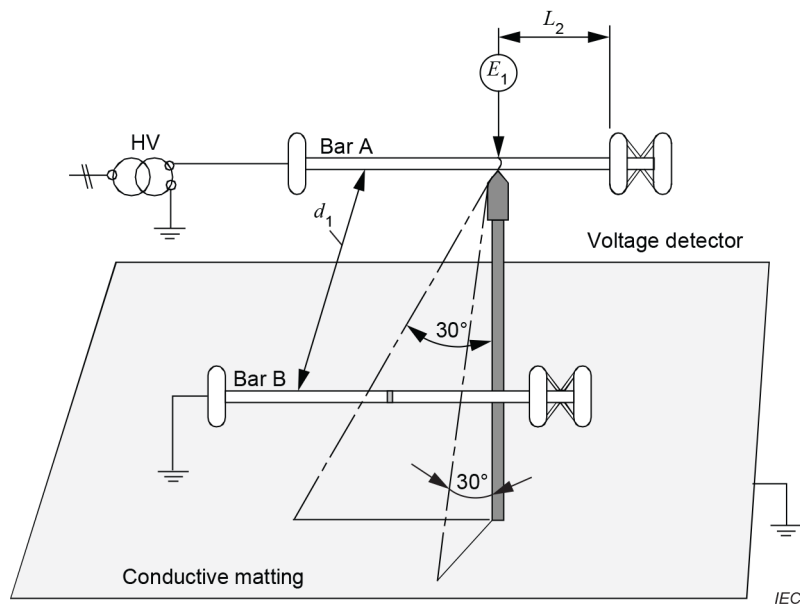 L2
E1
HV
Bar A
d1
Voltage detector
30°
Bar B
30°
Conductive matting
IEC